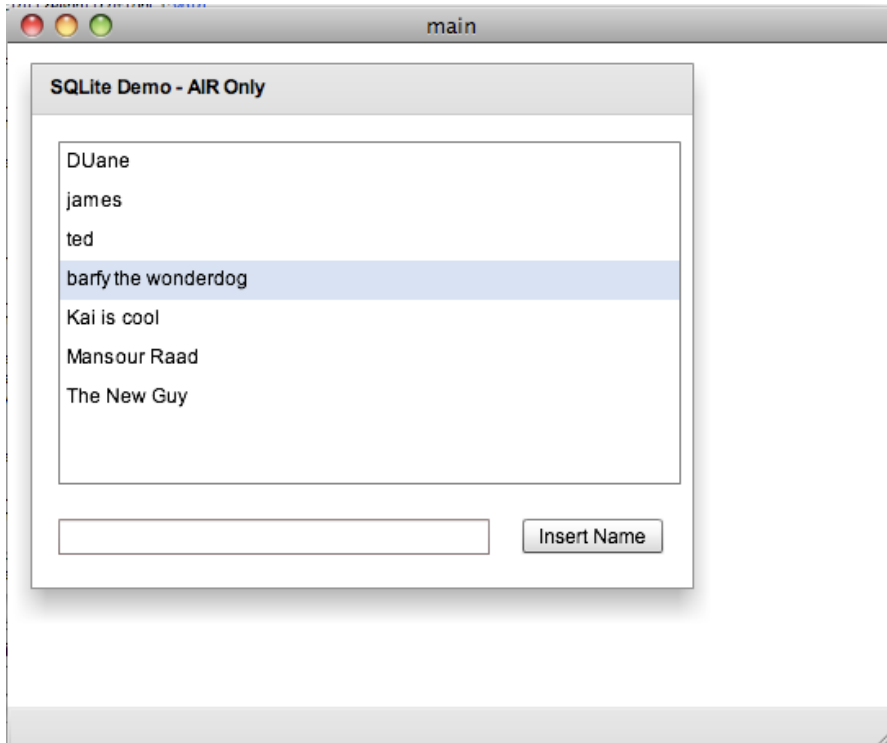 main
SQLite Demo - AIR Only
DUane
james
ted
barfy the wonderdog
Kai is cool
Mansour Raad
The New Guy
Insert Name